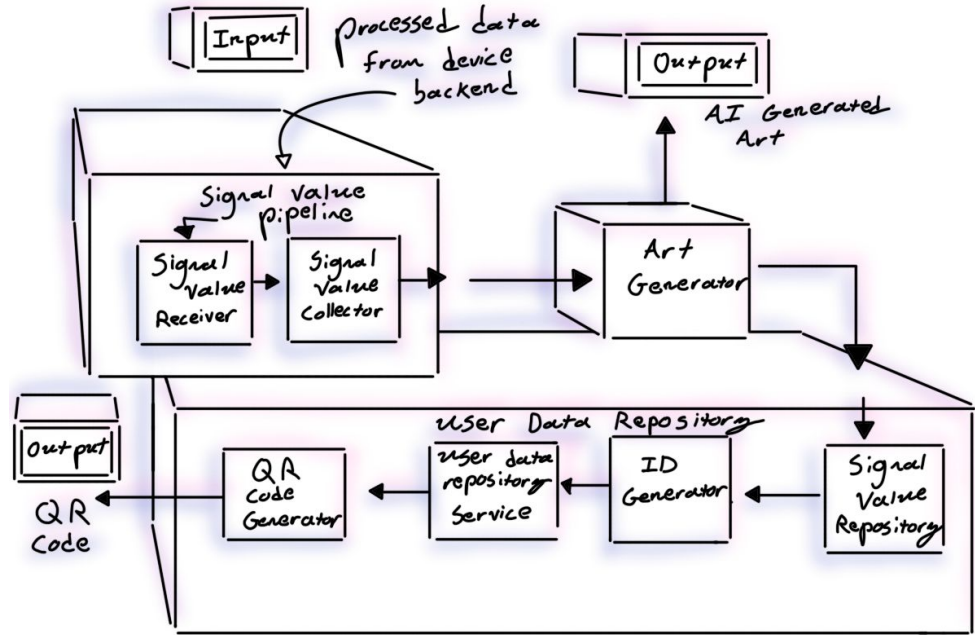 Input
processed data
from device
backend
Output
AI Generated
Art
Signal Value
pipeline
Signal
Value
Receiver
Signal
Value
Collector
Art
Generator
User Data Repository
Output
QR
Code
QR
Code
Generator
User data
repository
Service
ID
Generator
Signal
Value
Repository